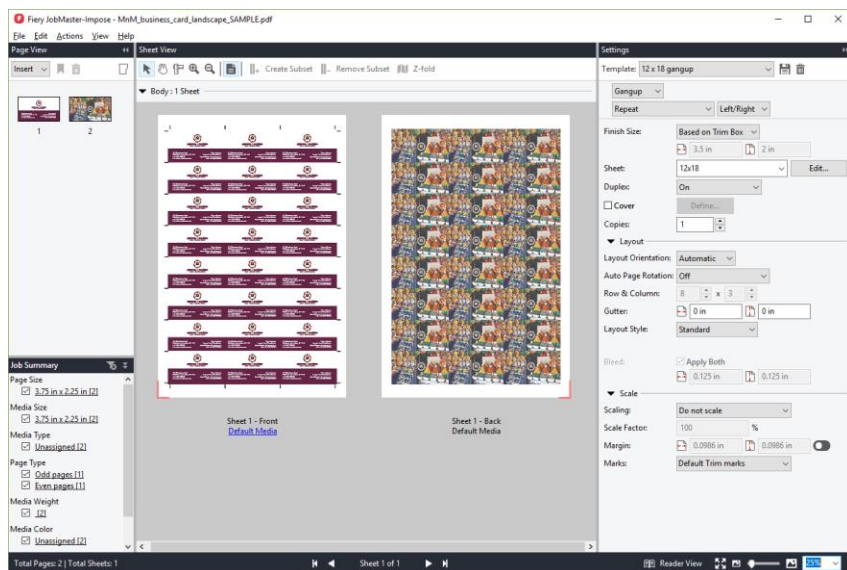 Fiery JobMaster-Impose - MnM_business_card_landscape_SAMPLE.pdf
File Edit Actions View Help
Page View
Sheet View
Settings
Insert
Create Subset
Remove Subset
Z-fold
Template: 12 x 18 gangup
Body : 1 Sheet
Gangup
Repeat
Left/Right
1
2
Finish Size: Based on Trim Box
3.5 in
2 in
Sheet: 12x18
Edit...
Duplex: On
Cover
Define...
Copies: 1
Layout
Layout Orientation: Automatic
Auto Page Rotation: Off
Row & Column: 8 x 3
Gutter: 0 in
0 in
Layout Style: Standard
Bleed: Apply Both
0.125 in
0.125 in
Scale
Scaling: Do not scale
Scale Factor: 100 %
Margin: 0.0986 in
0.0986 in
Marks: Default Trim marks
Job Summary
Page Size
3.75 in x 2.25 in [2]
Media Size
3.75 in x 2.25 in [2]
Media Type
Unassigned [2]
Page Type
Odd pages [1]
Even pages [1]
Media Weight
[2]
Media Color
Unassigned [2]
Sheet 1 - Front
Default Media
Sheet 1 - Back
Default Media
Total Pages: 2 | Total Sheets: 1
Sheet 1 of 1
Reader View
25%